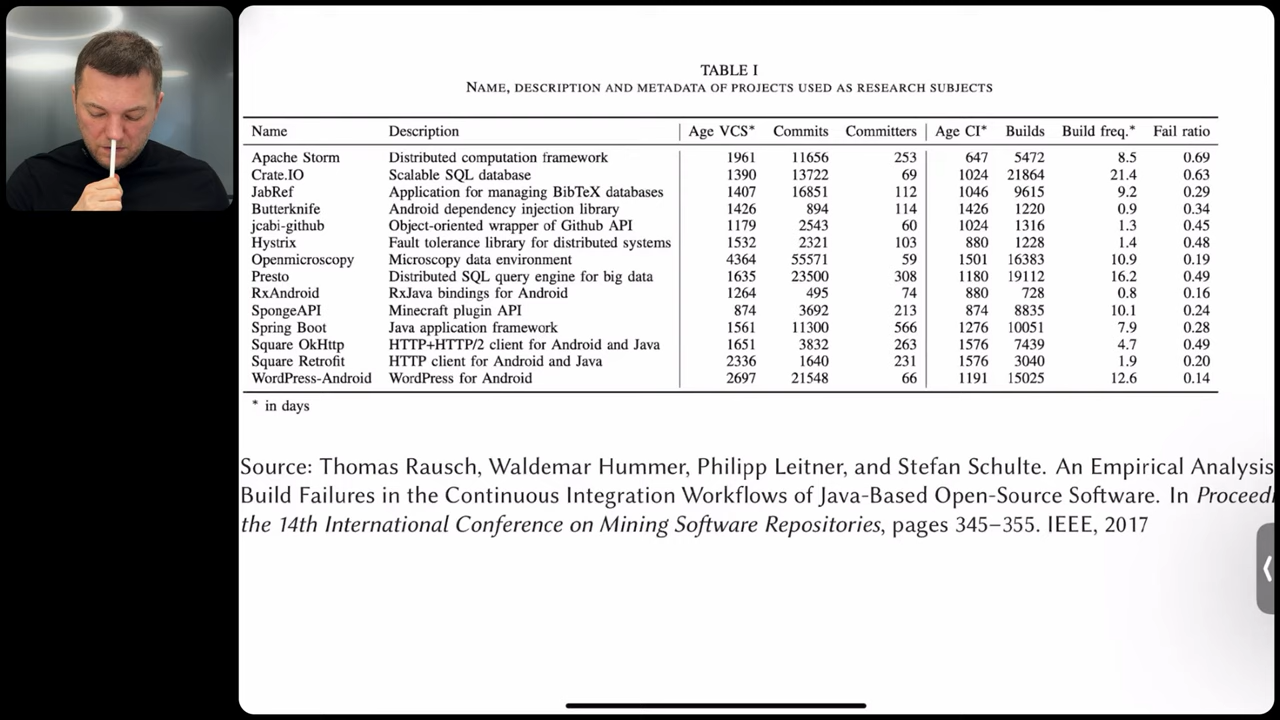 TABLE I
NAME, DESCRIPTION AND METADATA OF PROJECTS USED AS RESEARCH SUBJECTS
Name Description Age VCS* Commits Committers Age CI* Builds Build freq.* Fail ratio
Apache Storm Distributed computation framework 1961 11656 253 647 5472 8.5 0.69
Crate.IO Scalable SQL database 1390 13722 69 1024 21864 21.4 0.63
JabRef Application for managing BibTeX databases 1407 16851 112 1046 9615 9.2 0.29
Butterknife Android dependency injection library 1426 894 114 1426 1220 0.9 0.34
jcabi-github Object-oriented wrapper of Github API 1179 2543 60 1024 1316 1.3 0.45
Hystrix Fault tolerance library for distributed systems 1532 2321 103 880 1228 1.4 0.48
Openmicroscopy Microscopy data environment 4364 55571 59 1501 16383 10.9 0.19
Presto Distributed SQL query engine for big data 1635 23500 308 1180 19112 16.2 0.49
RxAndroid RxJava bindings for Android 1264 495 74 880 728 0.8 0.16
SpongeAPI Minecraft plugin API 874 3692 213 874 8835 10.1 0.24
Spring Boot Java application framework 1561 11300 566 1276 10051 7.9 0.28
Square OkHttp HTTP+HTTP/2 client for Android and Java 1651 3832 263 1576 7439 4.7 0.49
Square Retrofit HTTP client for Android and Java 2336 1640 231 1576 3040 1.9 0.20
WordPress-Android WordPress for Android 2697 21548 66 1191 15025 12.6 0.14
* in days
Source: Thomas Rausch, Waldemar Hummer, Philipp Leitner, and Stefan Schulte. An Empirical Analysis
Build Failures in the Continuous Integration Workflows of Java-Based Open-Source Software. In Proceed
the 14th International Conference on Mining Software Repositories, pages 345–355. IEEE, 2017